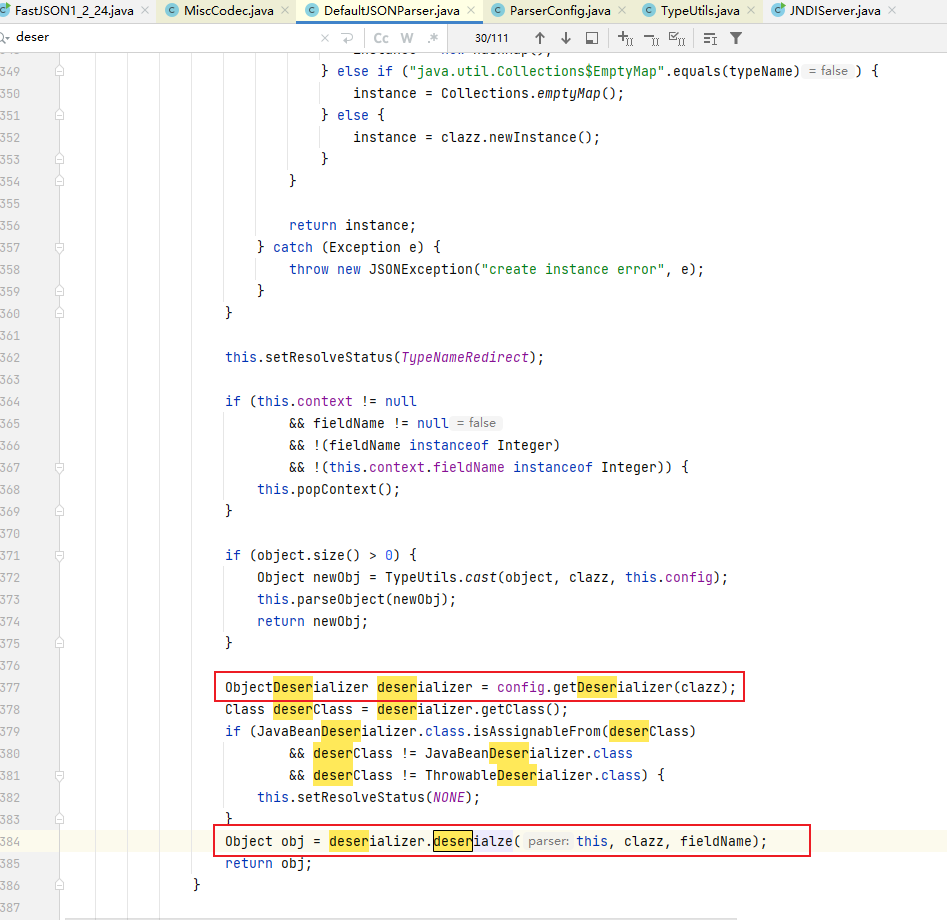 FastJSON1_2_24.java MiscCodec.java DefaultJSONParser.java ParserConfig.java TypeUtils.java JNDIServer.java
deser Cc W .* 30/111
349 } else if ("java.util.Collections$EmptyMap".equals(typeName) = false ) {
350 instance = Collections.emptyMap();
351 } else {
352 instance = clazz.newInstance();
353 }
354 }
355
356 return instance;
357 } catch (Exception e) {
358 throw new JSONException("create instance error", e);
359 }
360 }
361
362 this.setResolveStatus(TypeNameRedirect);
363
364 if (this.context != null
365 && fieldName != null = false
366 && !(fieldName instanceof Integer)
367 && !(this.context.fieldName instanceof Integer)) {
368 this.popContext();
369 }
370
371 if (object.size() > 0) {
372 Object newObj = TypeUtils.cast(object, clazz, this.config);
373 this.parseObject(newObj);
374 return newObj;
375 }
376
377 ObjectDeserializer deserializer = config.getDeserializer(clazz);
378 Class deserClass = deserializer.getClass();
379 if (JavaBeanDeserializer.class.isAssignableFrom(deserClass)
380 && deserClass != JavaBeanDeserializer.class
381 && deserClass != ThrowableDeserializer.class) {
382 this.setResolveStatus(NONE);
383 }
384 Object obj = deserializer.deserialze( parser: this, clazz, fieldName);
385 return obj;
386 }
387